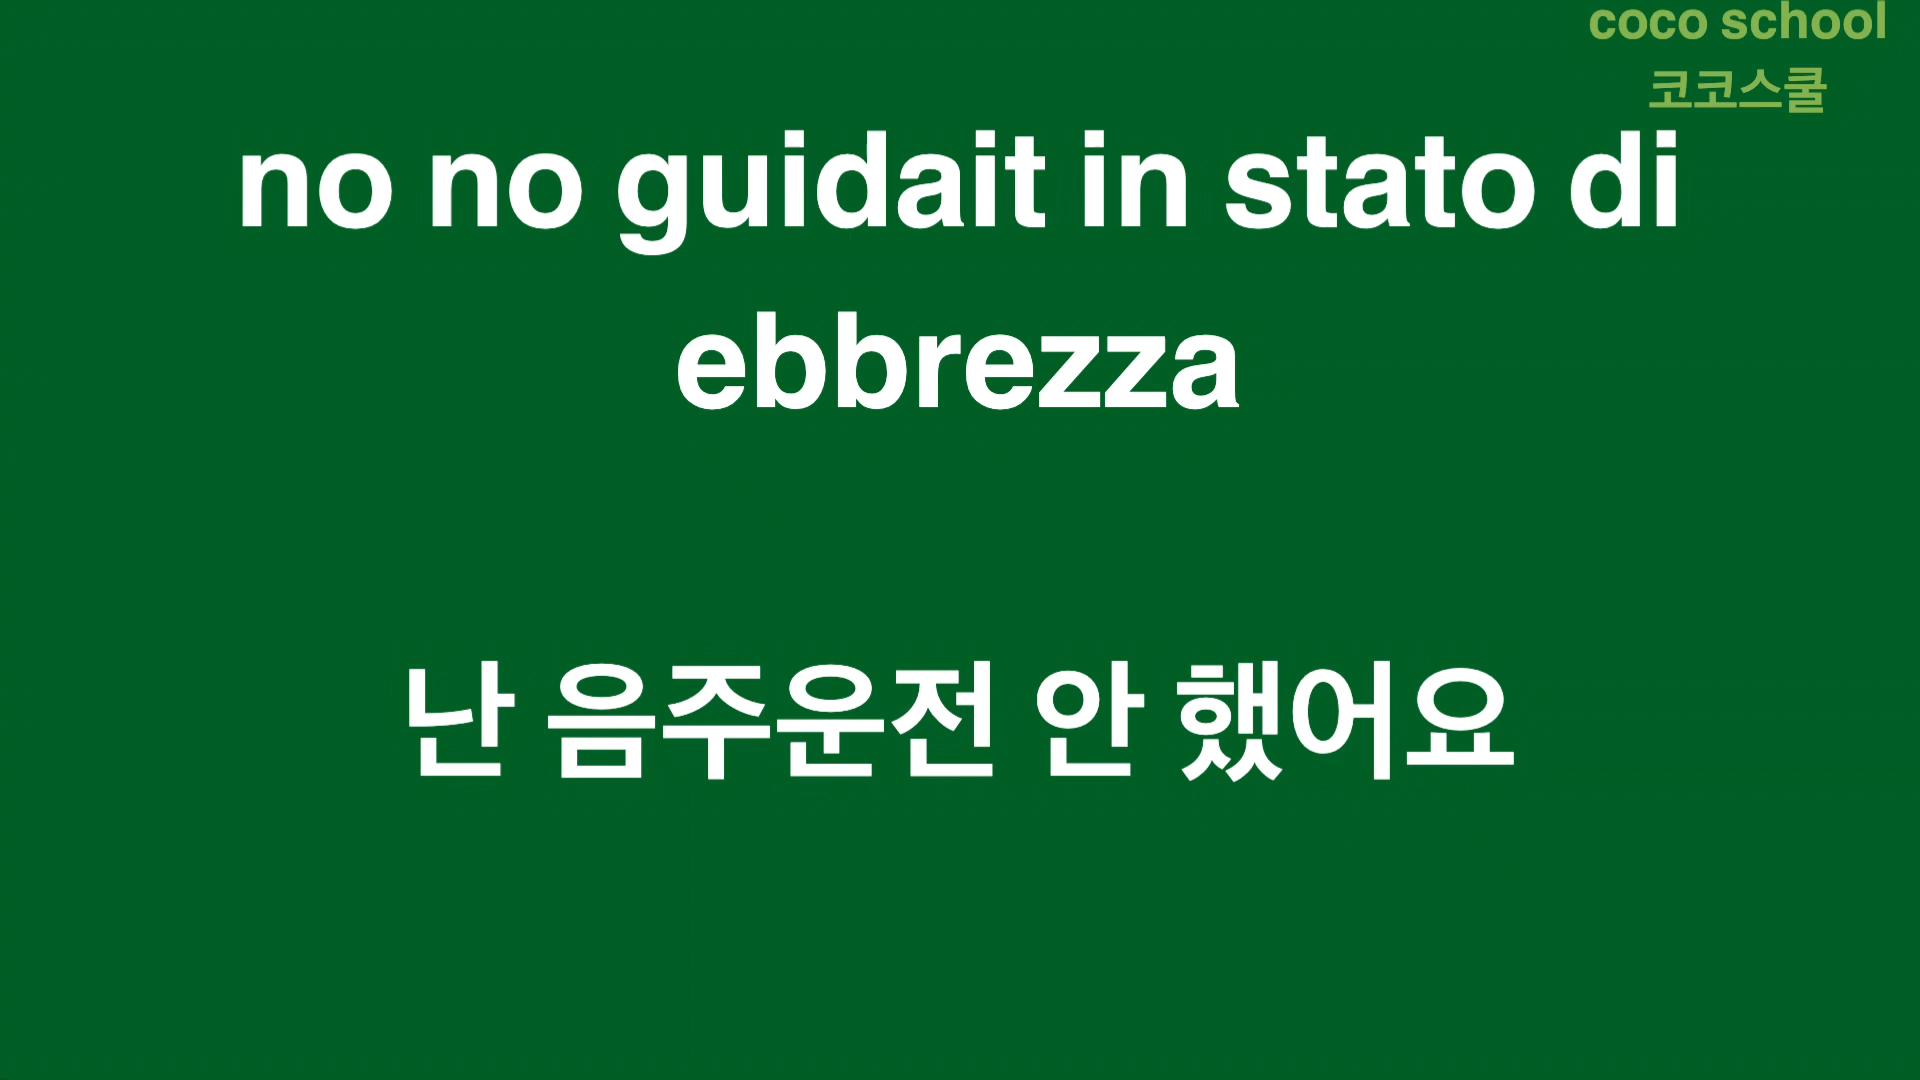 coco school
코코스쿨
no no guidait in stato di
ebbrezza
난 음주운전 안 했어요